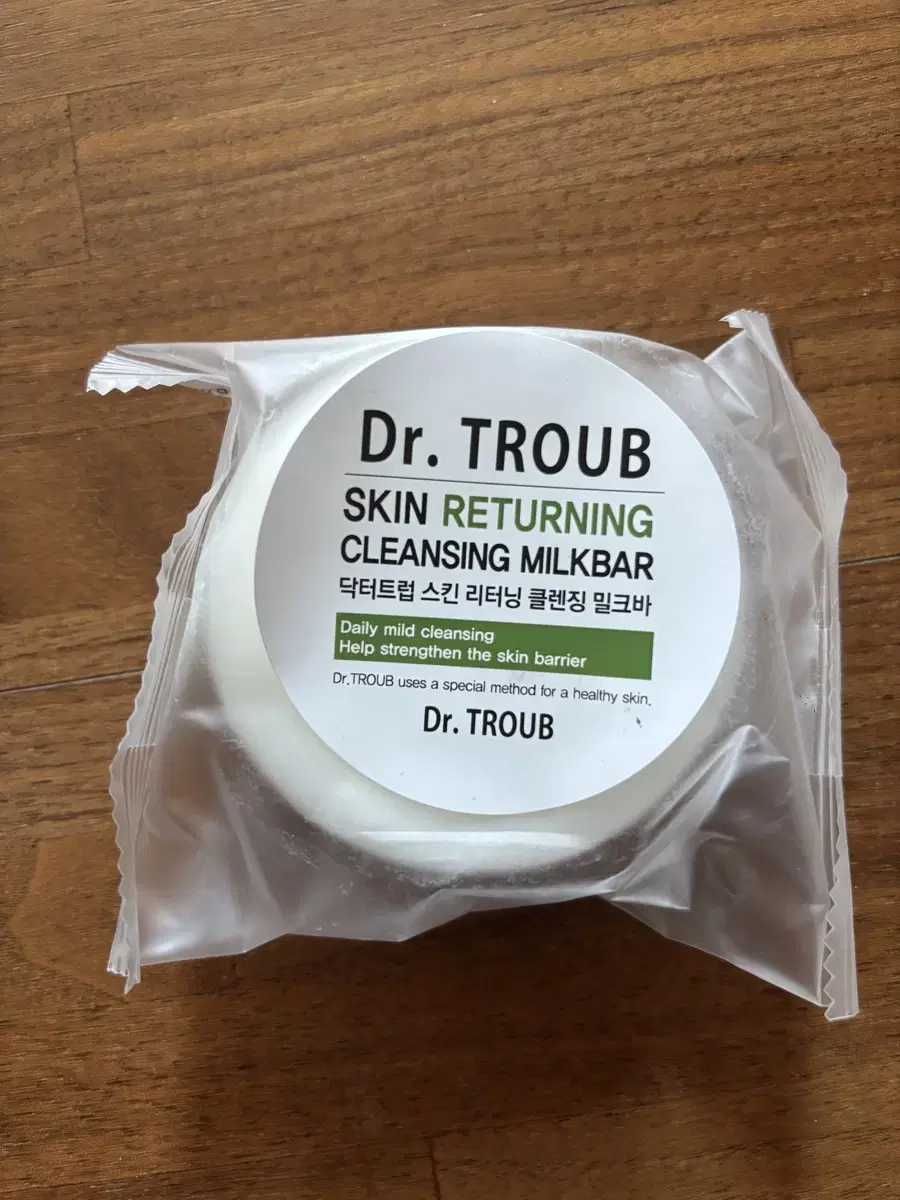 Dr. TROUB
SKIN RETURNING
CLEANSING MILKBAR
닥터트럽 스킨 리터닝 클렌징 밀크바
Daily mild cleansing
Help strengthen the skin barrier
Dr.TROUB uses a special method for a healthy skin.
Dr. TROUB